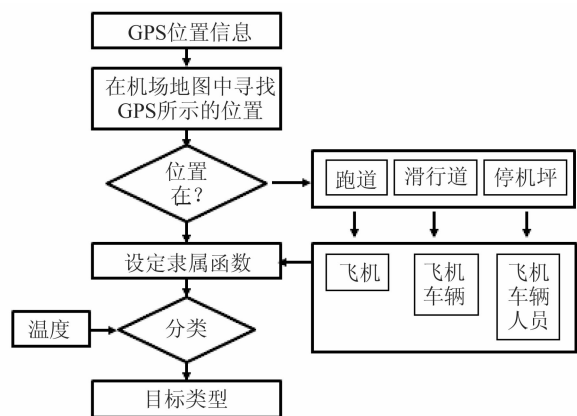 GPS位置信息
在机场地图中寻找
GPS所示的位置
位置
在?
跑道
滑行道
停机坪
设定隶属函数
飞机
飞机
车辆
飞机
车辆
人员
温度
分类
目标类型